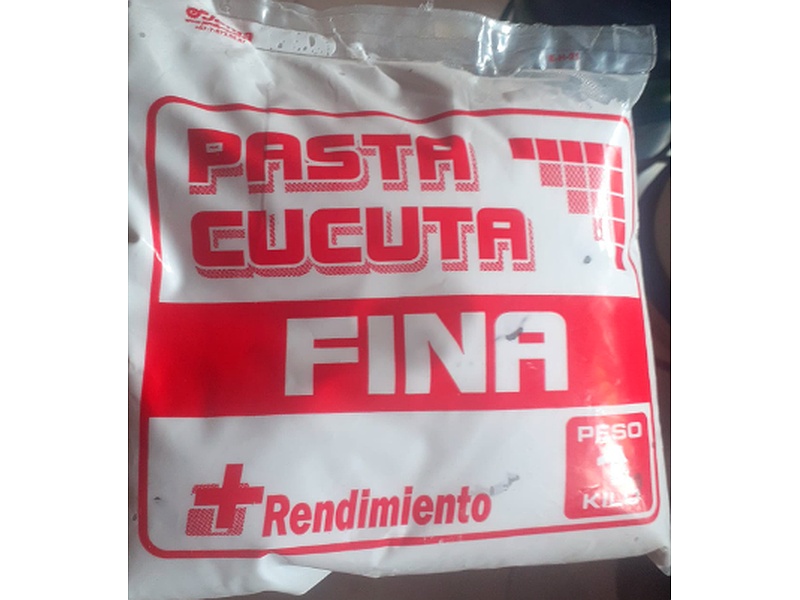 PASTA
CUCUTA
FINA
+ Rendimiento
PESO
KILO